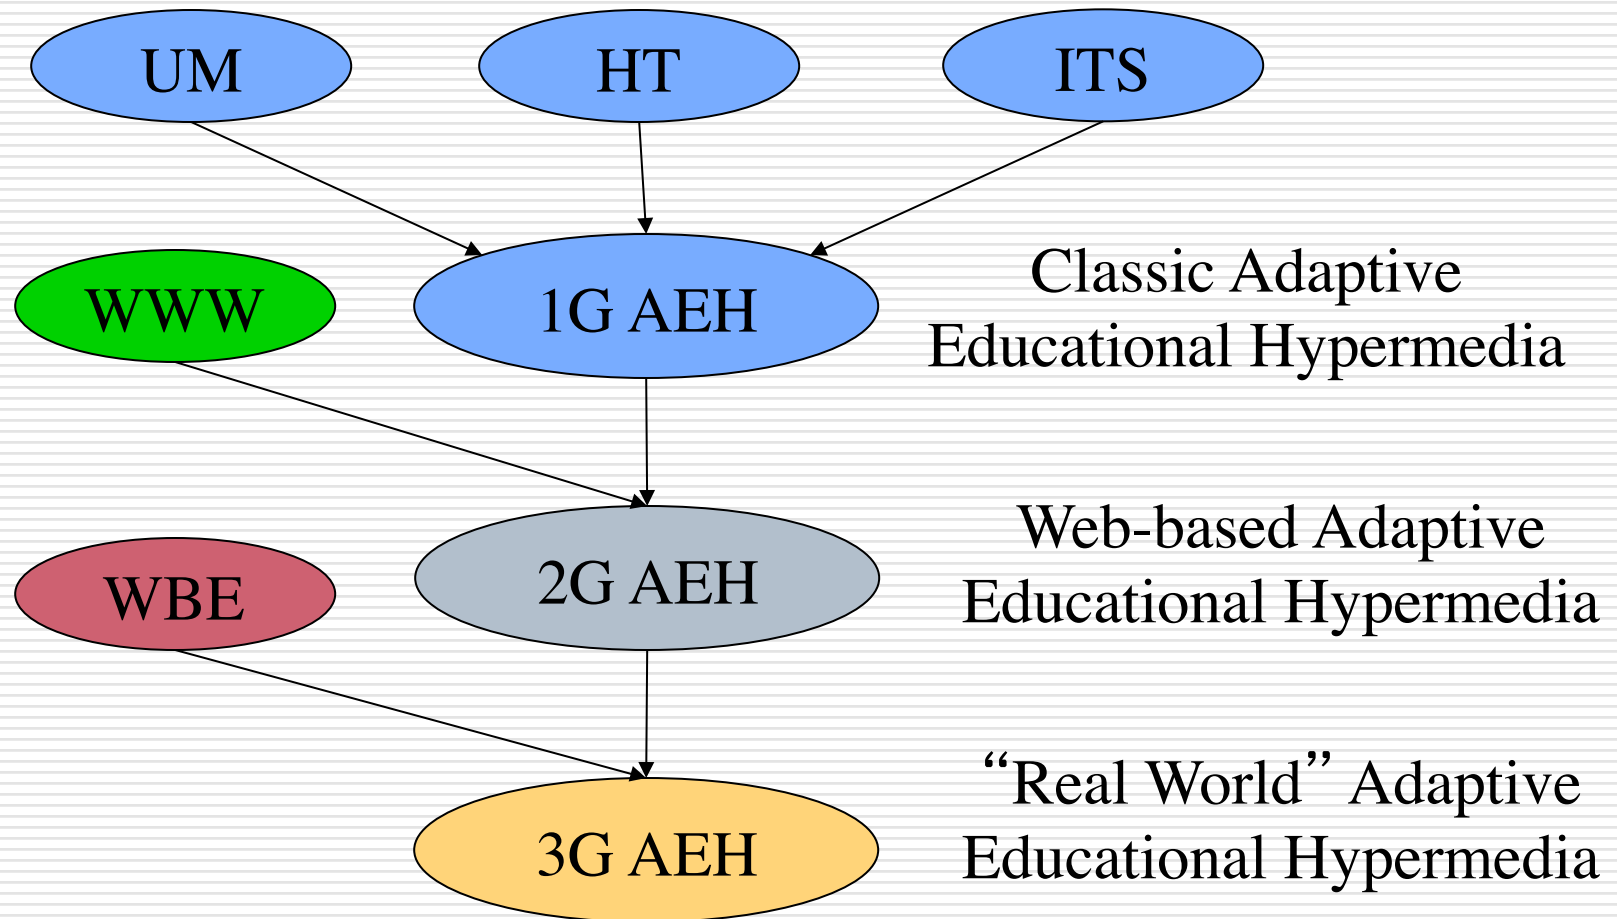 UM
HT
ITS
WWW
1G AEH
Classic Adaptive
Educational Hypermedia
WBE
2G AEH
Web-based Adaptive
Educational Hypermedia
3G AEH
“Real World” Adaptive
Educational Hypermedia